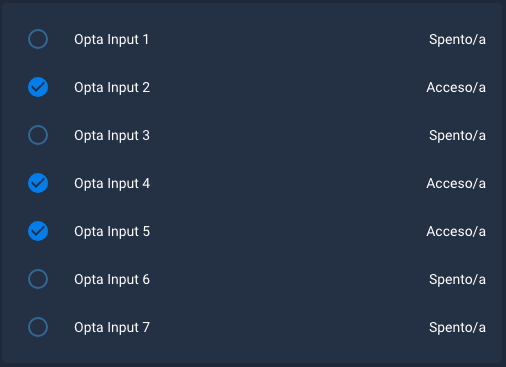 Opta Input 1 Spento/a
Opta Input 2 Acceso/a
Opta Input 3 Spento/a
Opta Input 4 Acceso/a
Opta Input 5 Acceso/a
Opta Input 6 Spento/a
Opta Input 7 Spento/a